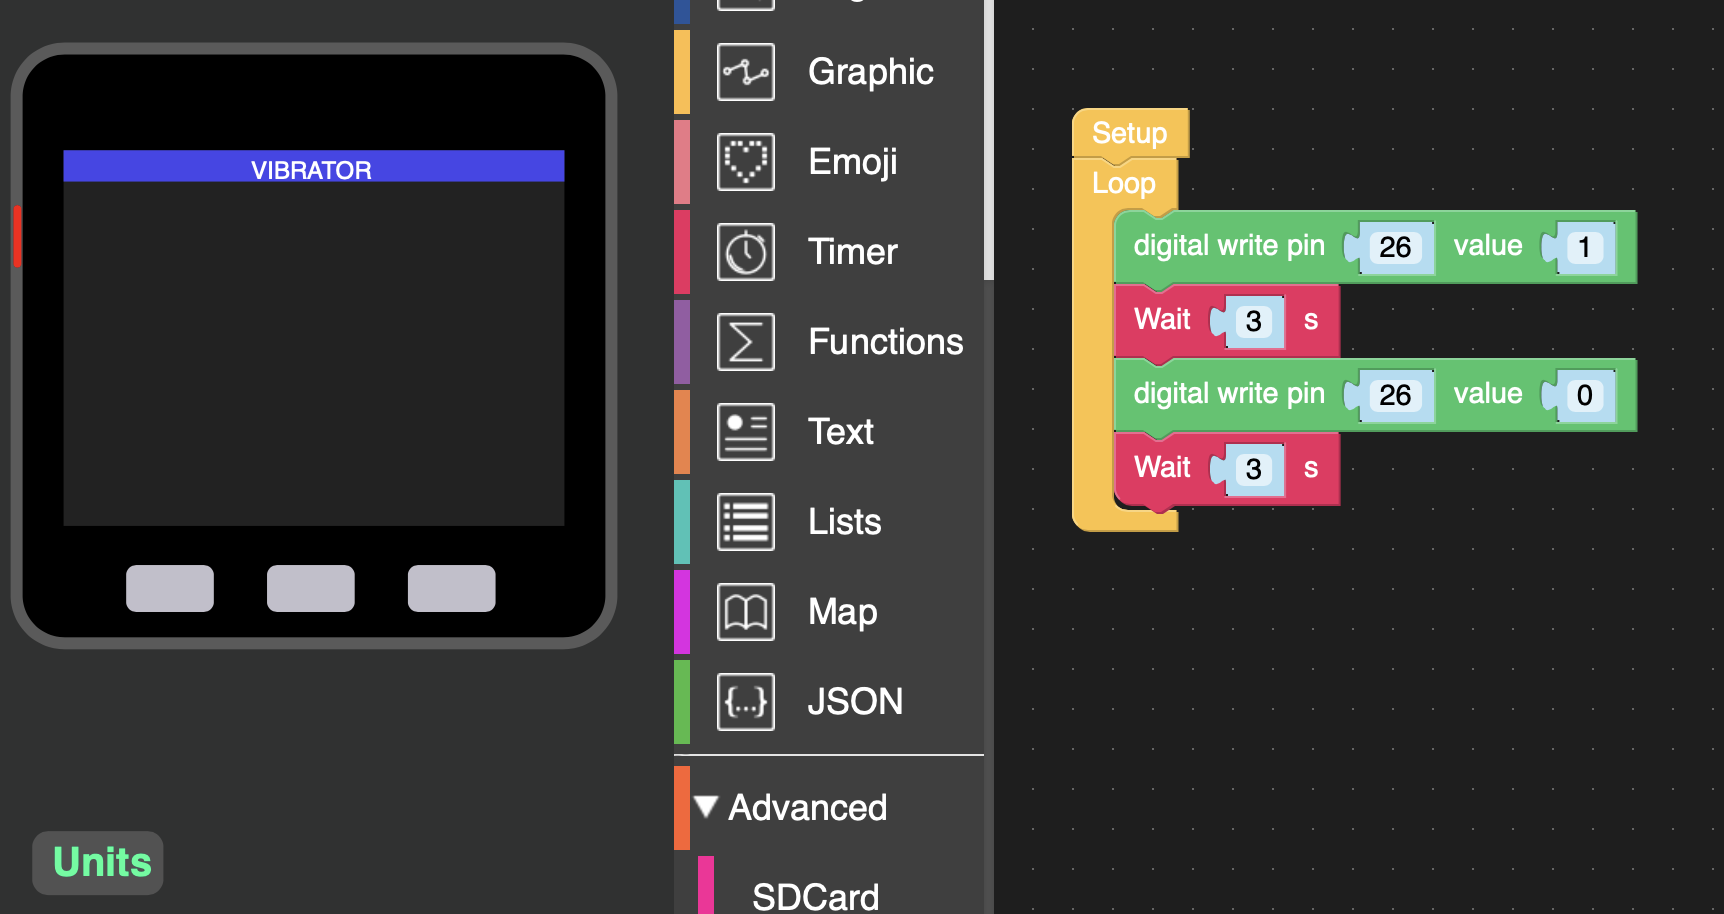 VIBRATOR
Units
Graphic
Emoji
Timer
Functions
Text
Lists
Map
{...} JSON
Advanced
SDCard
Setup
Loop
digital write pin 26 value 1
Wait 3 s
digital write pin 26 value 0
Wait 3 s